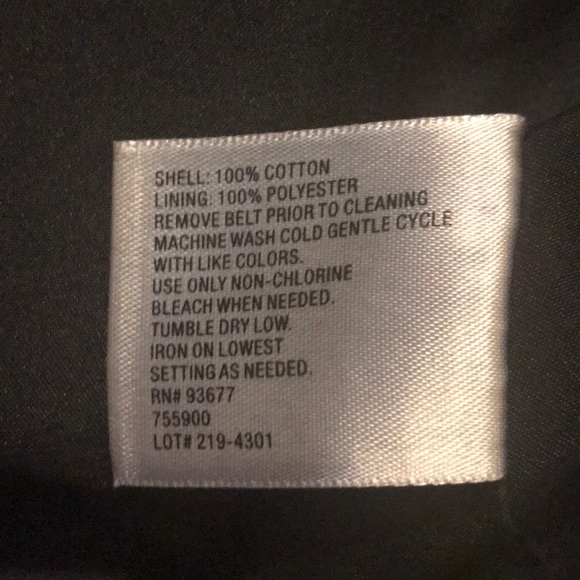 SHELL: 100% COTTON
LINING: 100% POLYESTER
REMOVE BELT PRIOR TO CLEANING
MACHINE WASH COLD GENTLE CYCLE
WITH LIKE COLORS.
USE ONLY NON-CHLORINE
BLEACH WHEN NEEDED.
TUMBLE DRY LOW.
IRON ON LOWEST
SETTING AS NEEDED.
RN# 93677
755900
LOT# 219-4301